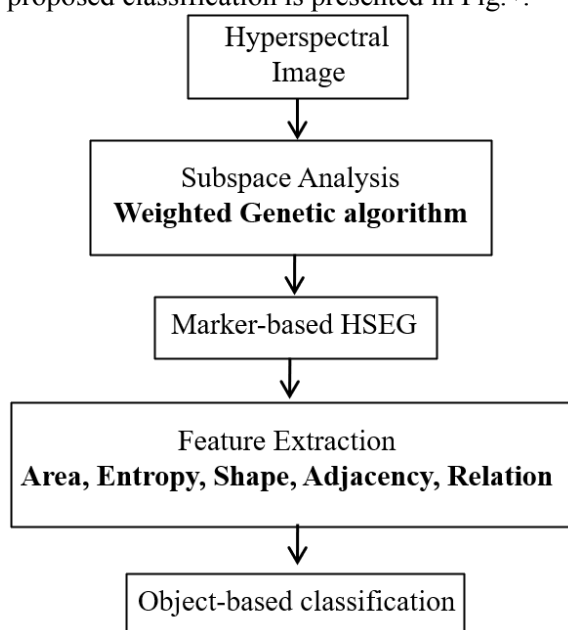 proposed classification is presented in Fig.
Hyperspectral
Image
Subspace Analysis
Weighted Genetic algorithm
Marker-based HSEG
Feature Extraction
Area, Entropy, Shape, Adjacency, Relation
Object-based classification